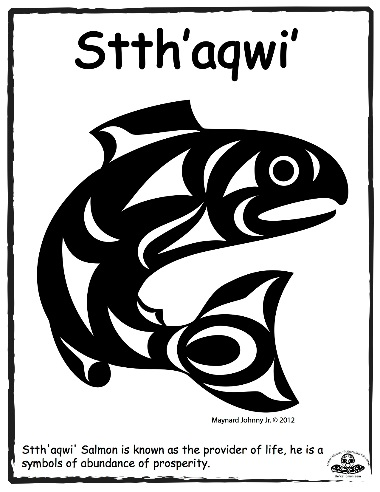 Stth'aqwi'
Maynard Johnny Jr. © 2012
Stth'aqwi' Salmon is known as the provider of life, he is a
symbols of abundance of prosperity.